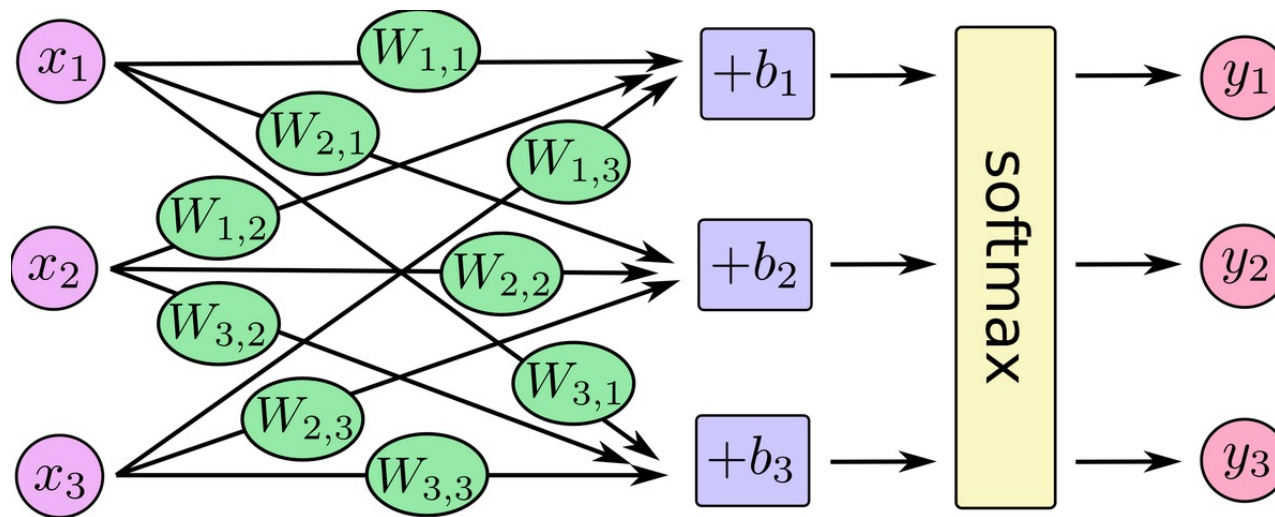 x₁
W₁,₁
+b₁
y₁
W₂,₁
W₁,₃
W₁,₂
softmax
x₂
W₂,₂
+b₂
y₂
W₃,₂
W₃,₁
W₂,₃
x₃
W₃,₃
+b₃
y₃